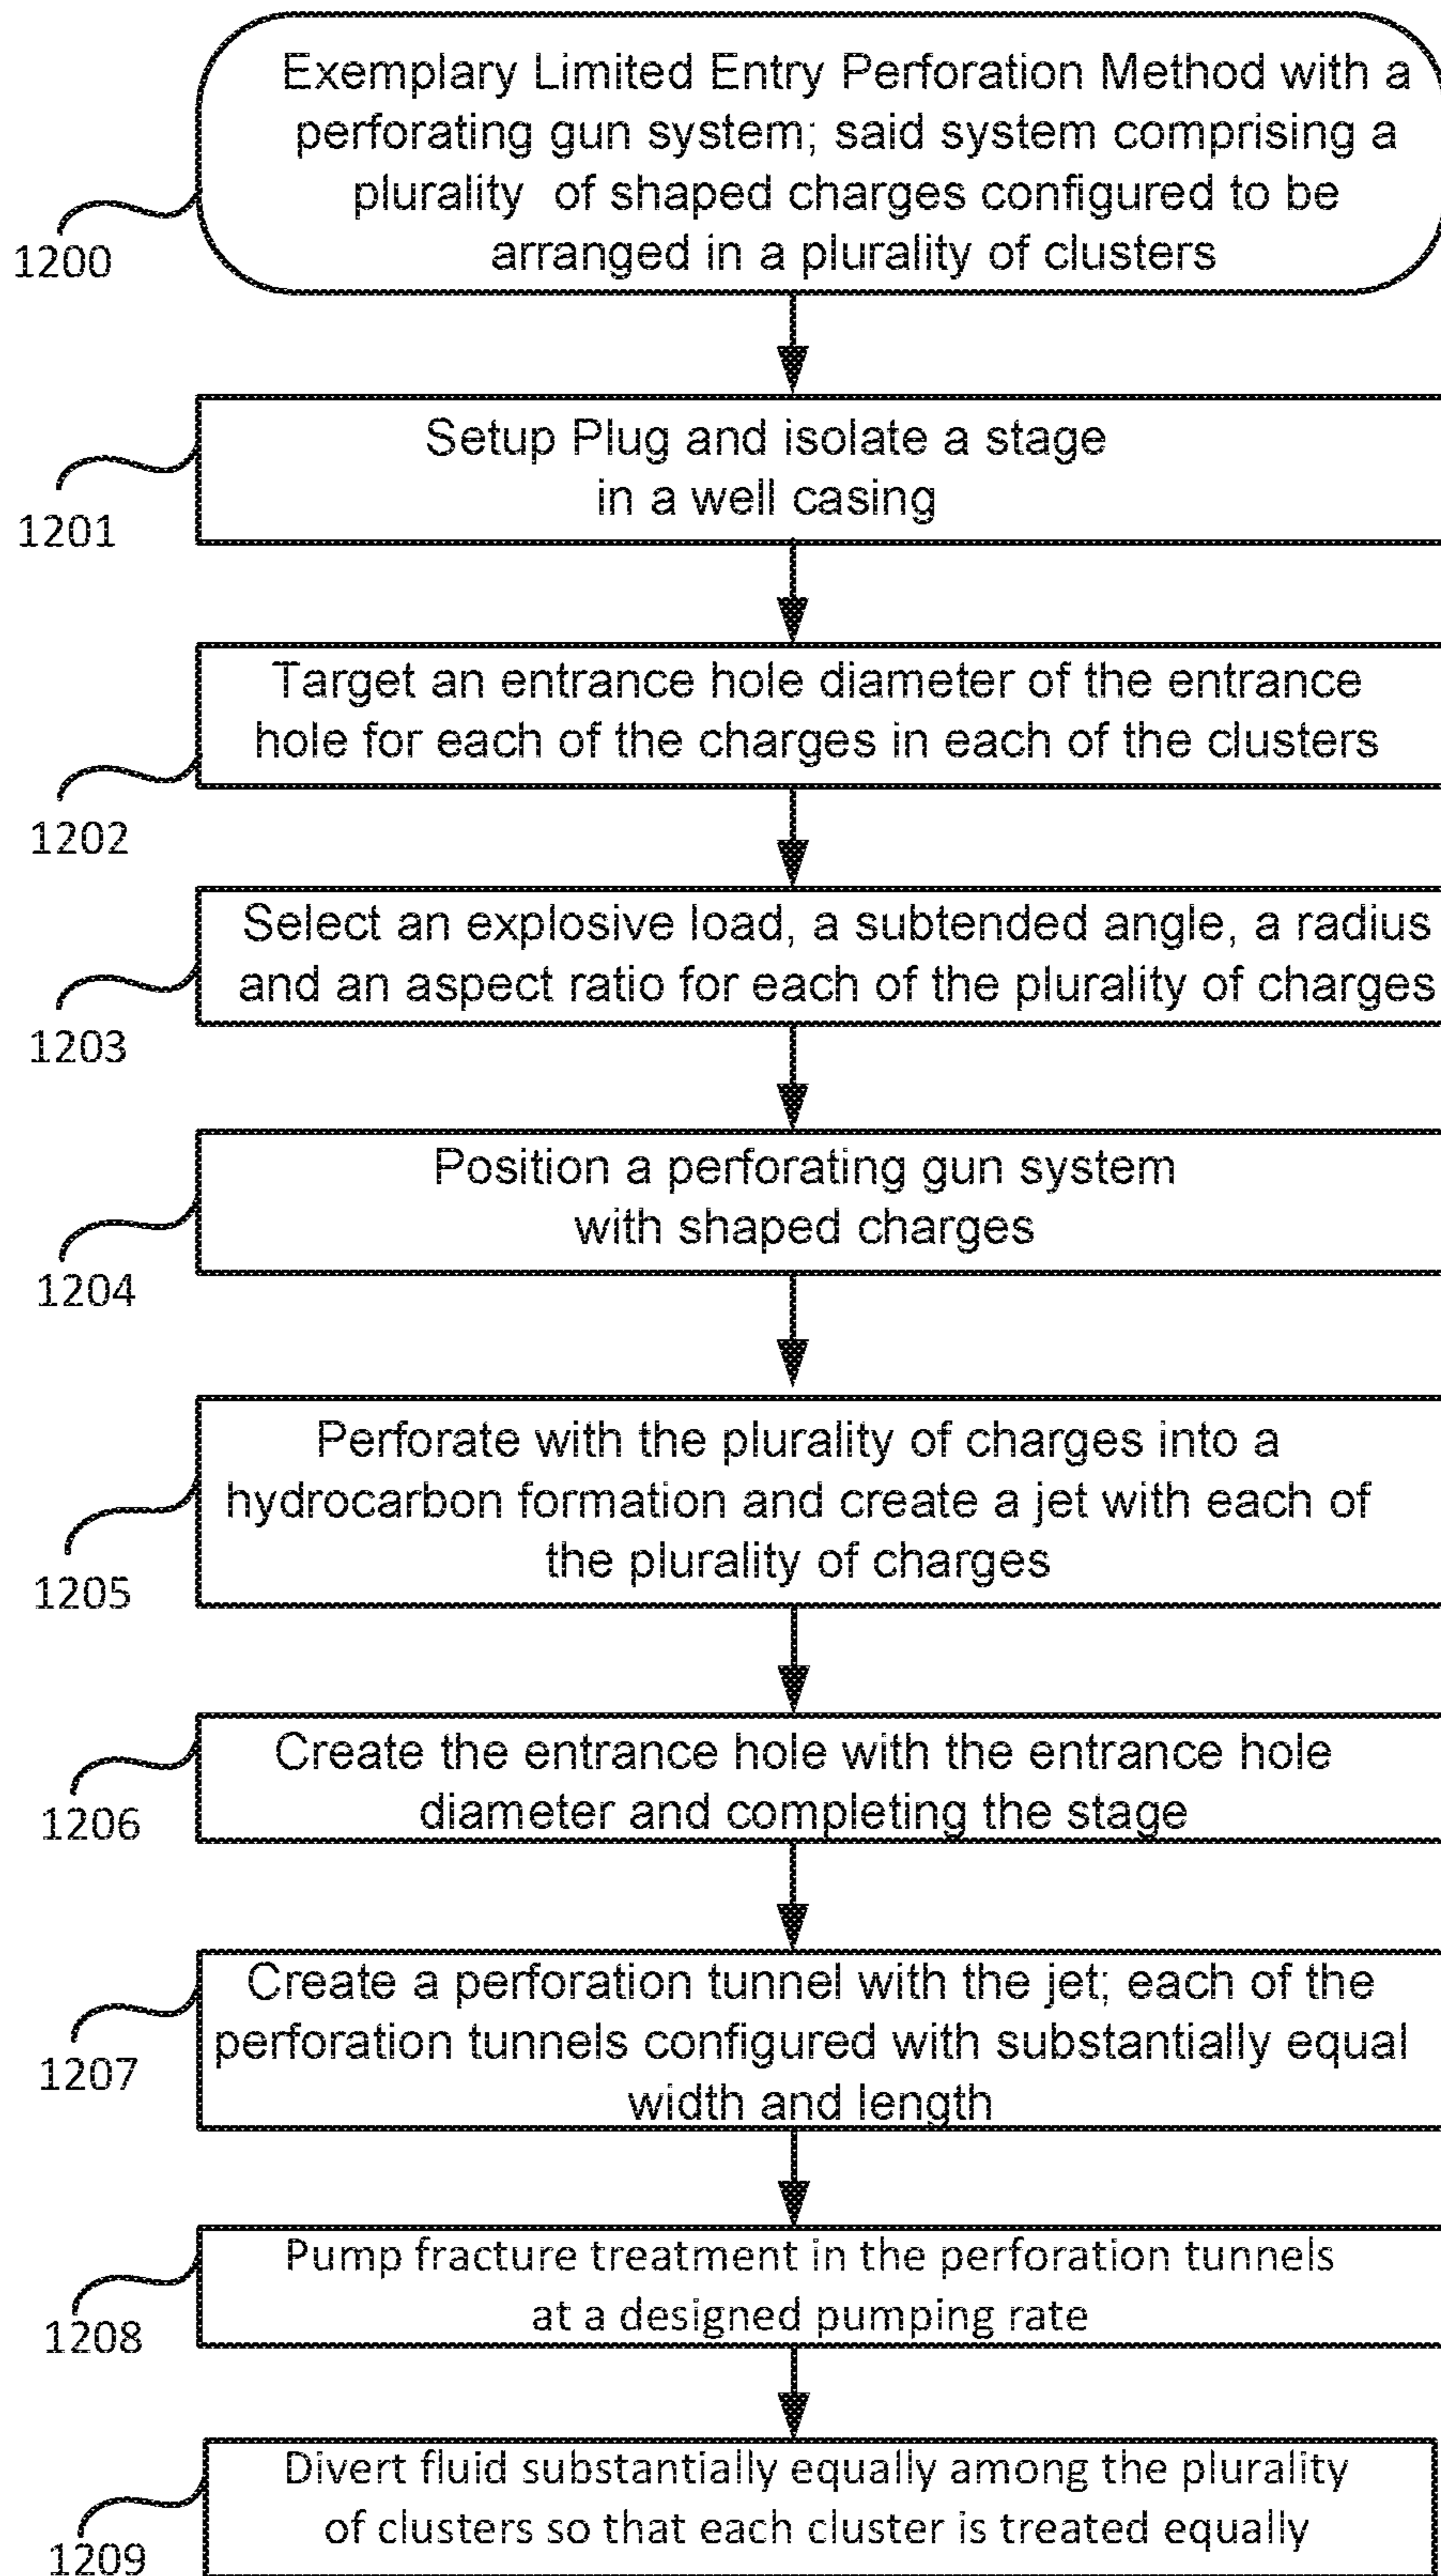 Exemplary Limited Entry Perforation Method with a
perforating gun system; said system comprising a
plurality of shaped charges configured to be
arranged in a plurality of clusters
1200
Setup Plug and isolate a stage
in a well casing
1201
Target an entrance hole diameter of the entrance
hole for each of the charges in each of the clusters
1202
Select an explosive load, a subtended angle, a radius
and an aspect ratio for each of the plurality of charges
1203
Position a perforating gun system
with shaped charges
1204
Perforate with the plurality of charges into a
hydrocarbon formation and create a jet with each of
the plurality of charges
1205
Create the entrance hole with the entrance hole
diameter and completing the stage
1206
Create a perforation tunnel with the jet; each of the
perforation tunnels configured with substantially equal
width and length
1207
Pump fracture treatment in the perforation tunnels
at a designed pumping rate
1208
Divert fluid substantially equally among the plurality
of clusters so that each cluster is treated equally
1209